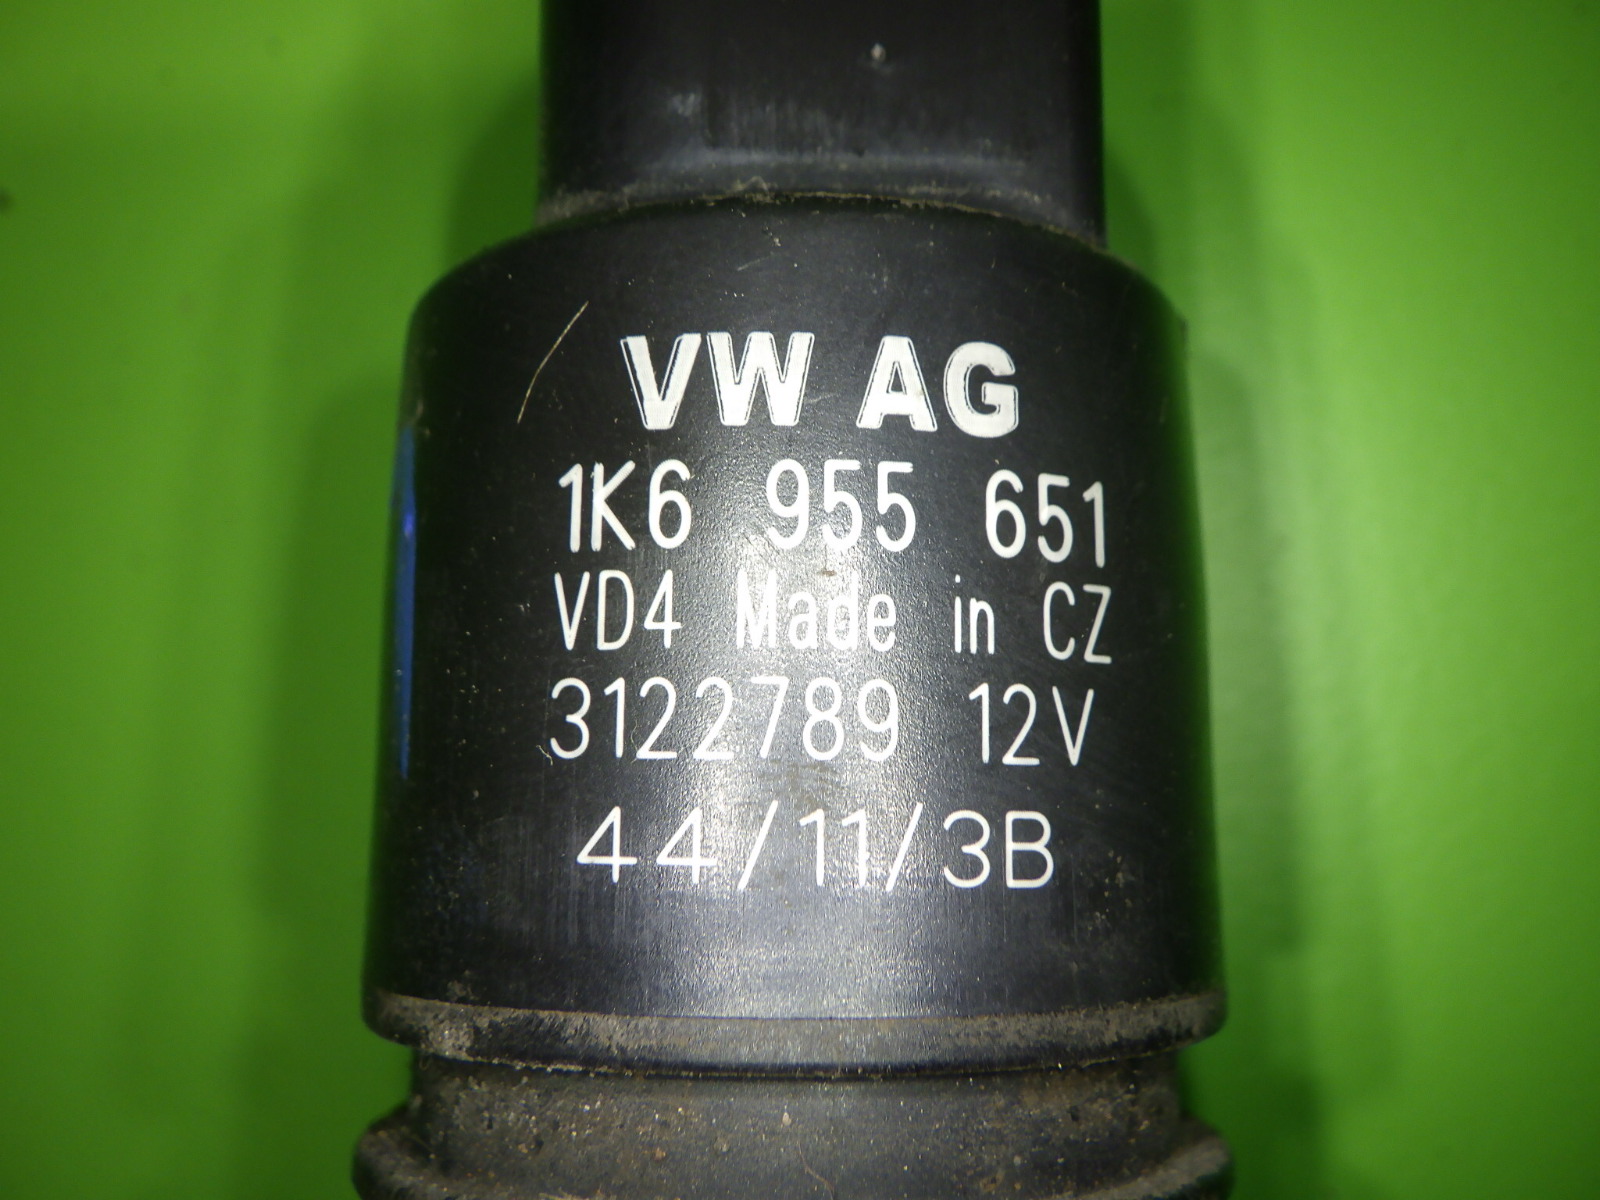 VW AG
1K6 955 651
VD4 Made in CZ
3122789 12V
44/11/3B